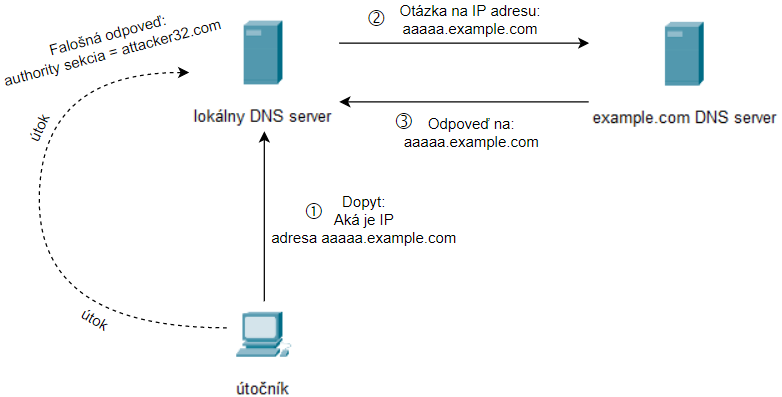 Falošná odpoveď:
authority sekcia = attacker32.com
② Otázka na IP adresu:
aaaaa.example.com
lokálny DNS server
example.com DNS server
③ Odpoveď na:
aaaaa.example.com
útok
① Dopyt:
Aká je IP
adresa aaaaa.example.com
útok
útočník